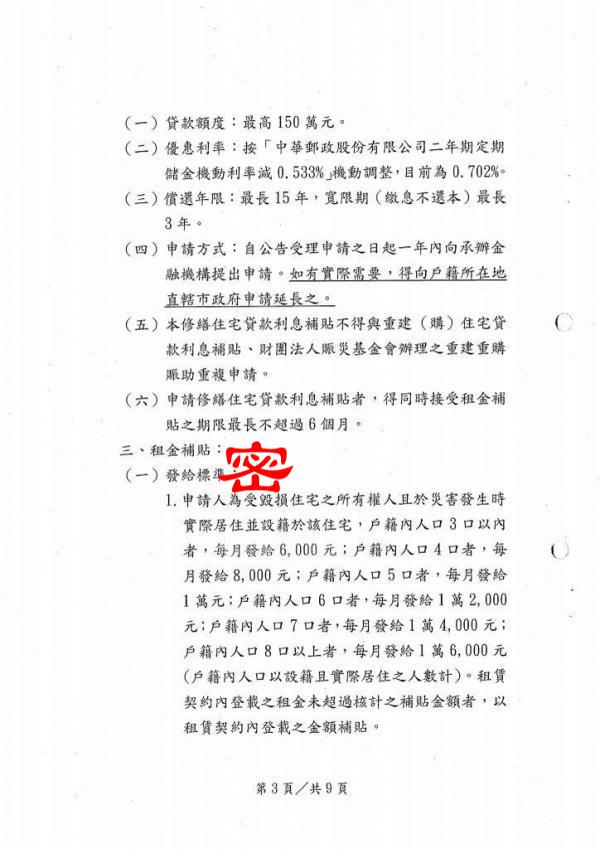 (一)貸款額度:最高150萬元。
(二)優惠利率:按「中華郵政股份有限公司二年期定期
儲金機動利率減0.533%」機動調整,目前為0.702%。
(三)償還年限:最長15年,寬限期(繳息不還本)最長
3年。
(四)申請方式:自公告受理申請之日起一年內向承辦金
融機構提出申請。如有實際需要,得向戶籍所在地
直轄市政府申請延長之。
(五)本修繕住宅貸款利息補貼不得與重建(購)住宅貸
款利息補貼、財團法人賑災基金會辦理之重建重購
賑助重複申請。
(六)申請修繕住宅貸款利息補貼者,得同時接受租金補
貼之期限最長不超過6個月。
三、租金補貼:
密
(一)發給標準:
1.申請人為受毀損住宅之所有權人且於災害發生時
實際居住並設籍於該住宅,戶籍內人口3口以內
者,每月發給6,000元;戶籍內人口4口者,每
月發給8,000元;戶籍內人口5口者,每月發給
1萬元;戶籍內人口6口者,每月發給1萬2,000
元;戶籍內人口7口者,每月發給1萬4,000元;
戶籍內人口8口以上者,每月發給1萬6,000元
(戶籍內人口以設籍且實際居住之人數計)。租賃
契約內登載之租金未超過核計之補貼金額者,以
租賃契約內登載之金額補貼。
第3頁/共9頁